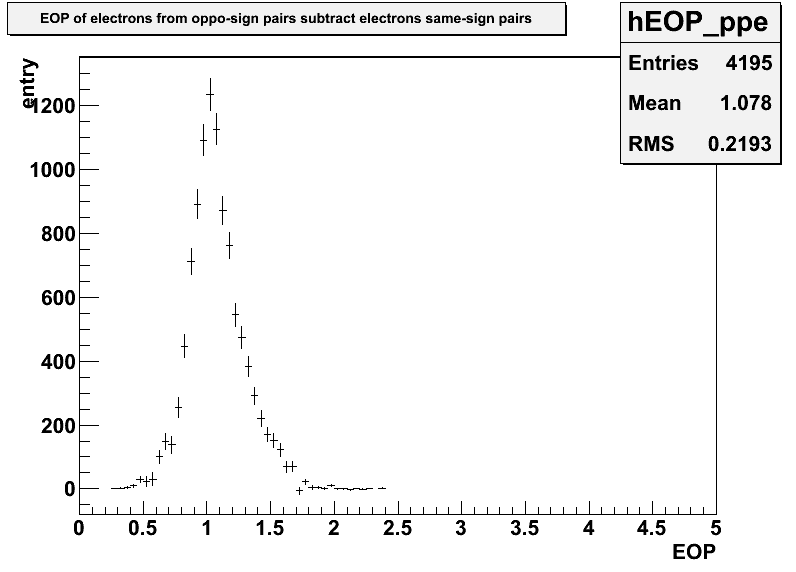 EOP of electrons from oppo-sign pairs subtract electrons same-sign pairs
hEOP_ppe
Entries 4195
Mean 1.078
RMS 0.2193
entry
1200
1000
800
600
400
200
0
0 0.5 1 1.5 2 2.5 3 3.5 4 4.5 5
EOP